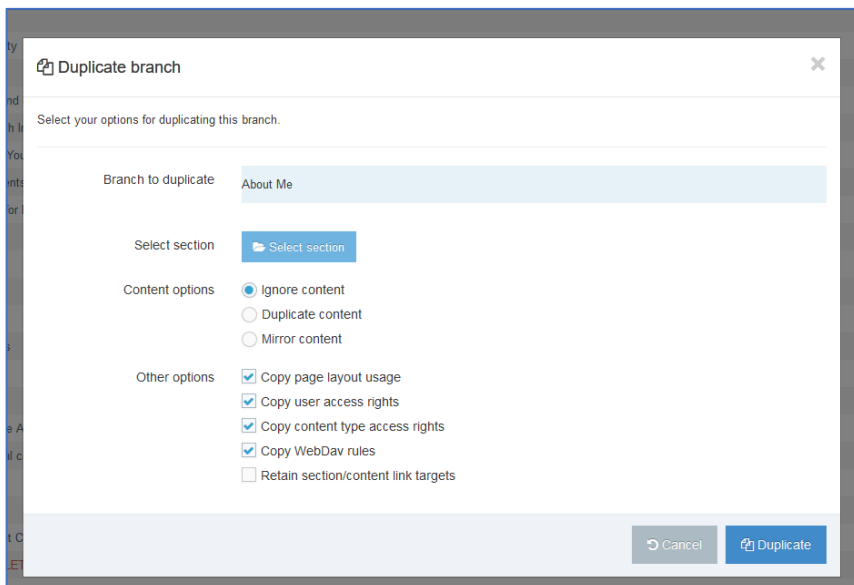 Duplicate branch
Select your options for duplicating this branch.
Branch to duplicate
About Me
Select section
Select section
Content options
Ignore content
Duplicate content
Mirror content
Other options
Copy page layout usage
Copy user access rights
Copy content type access rights
Copy WebDav rules
Retain section/content link targets
Cancel
Duplicate